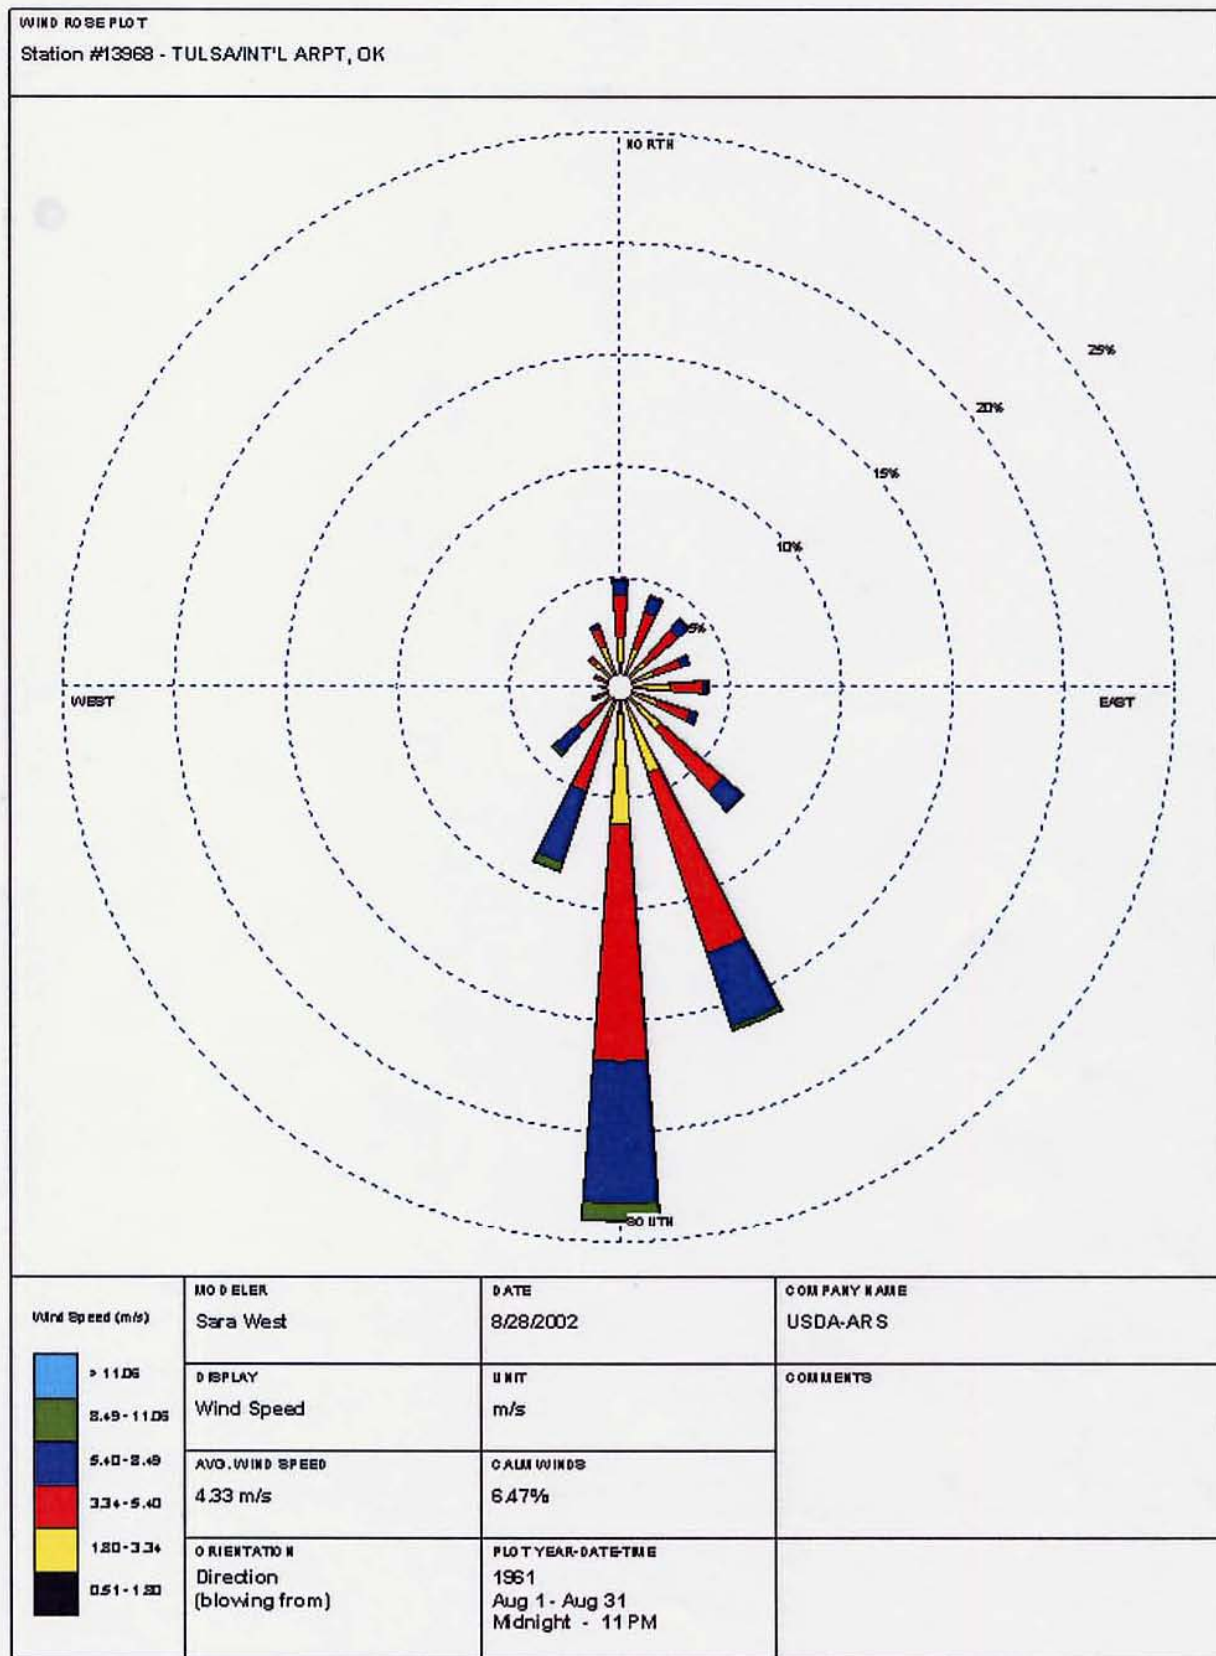 WIND ROSE PLOT
Station #13968 - TULSA/INT'L ARPT, OK
NORTH
25%
20%
15%
10%
5%
WEST
EAST
SOUTH
Wind Speed (m/s)
> 11.06
8.49 - 11.06
5.40 - 8.49
3.34 - 5.40
1.80 - 3.34
0.51 - 1.80
MODELER
Sara West
DATE
8/28/2002
COMPANY NAME
USDA-ARS
DISPLAY
Wind Speed
UNIT
m/s
COMMENTS
AVG. WIND SPEED
4.33 m/s
CALM WINDS
6.47%
ORIENTATION
Direction
(blowing from)
PLOT YEAR-DATE-TIME
1961
Aug 1 - Aug 31
Midnight - 11 PM